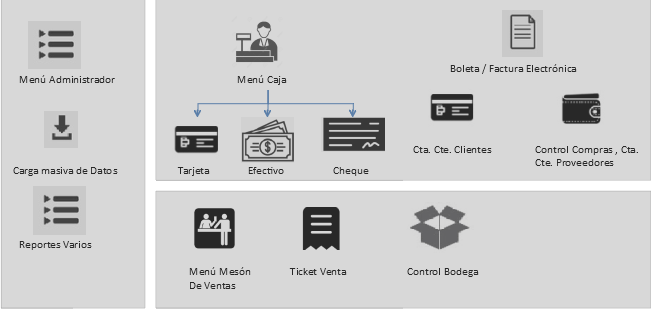 Menú Administrador
Carga masiva de Datos
Reportes Varios
Menú Caja
Tarjeta
Efectivo
Cheque
Boleta / Factura Electrónica
Cta. Cte. Clientes
Control Compras , Cta.
Cte. Proveedores
Menú Mesón
De Ventas
Ticket Venta
Control Bodega